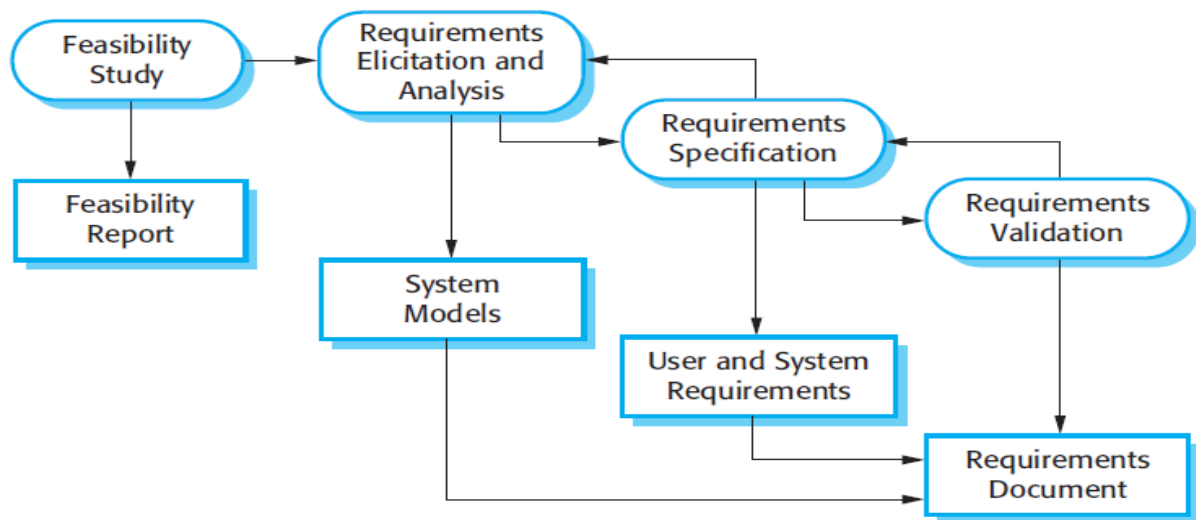 Feasibility
Study
Requirements
Elicitation and
Analysis
Requirements
Specification
Requirements
Validation
Feasibility
Report
System
Models
User and System
Requirements
Requirements
Document